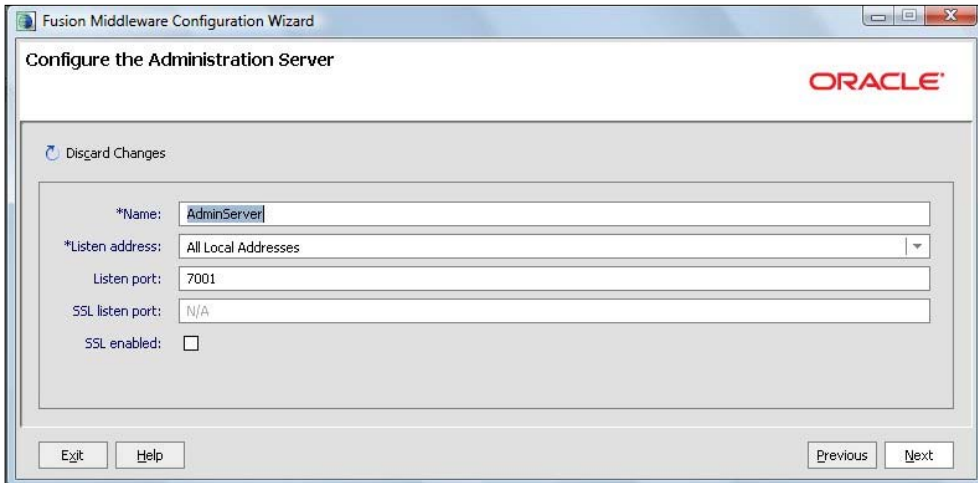 Fusion Middleware Configuration Wizard
Configure the Administration Server
ORACLE
Discard Changes
*Name: AdminServer
*Listen address: All Local Addresses
Listen port: 7001
SSL listen port: N/A
SSL enabled:
Exit Help Previous Next